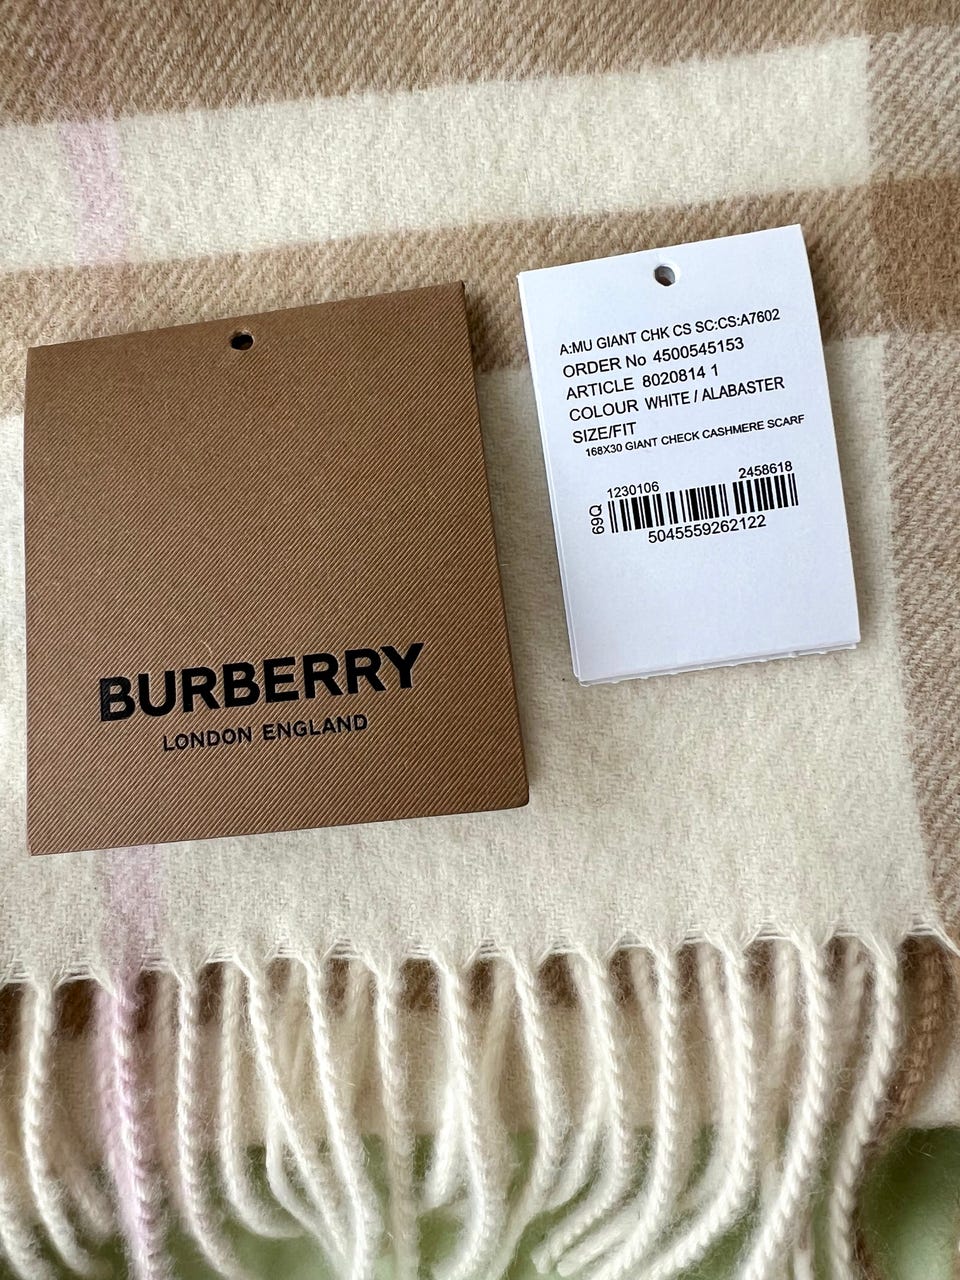 BURBERRY
LONDON ENGLAND
A:MU GIANT CHK CS SC:CS:A7602
ORDER No 4500545153
ARTICLE 8020814 1
COLOUR WHITE / ALABASTER
SIZE/FIT
168X30 GIANT CHECK CASHMERE SCARF
1230106 2458618
69Q
5045559262122